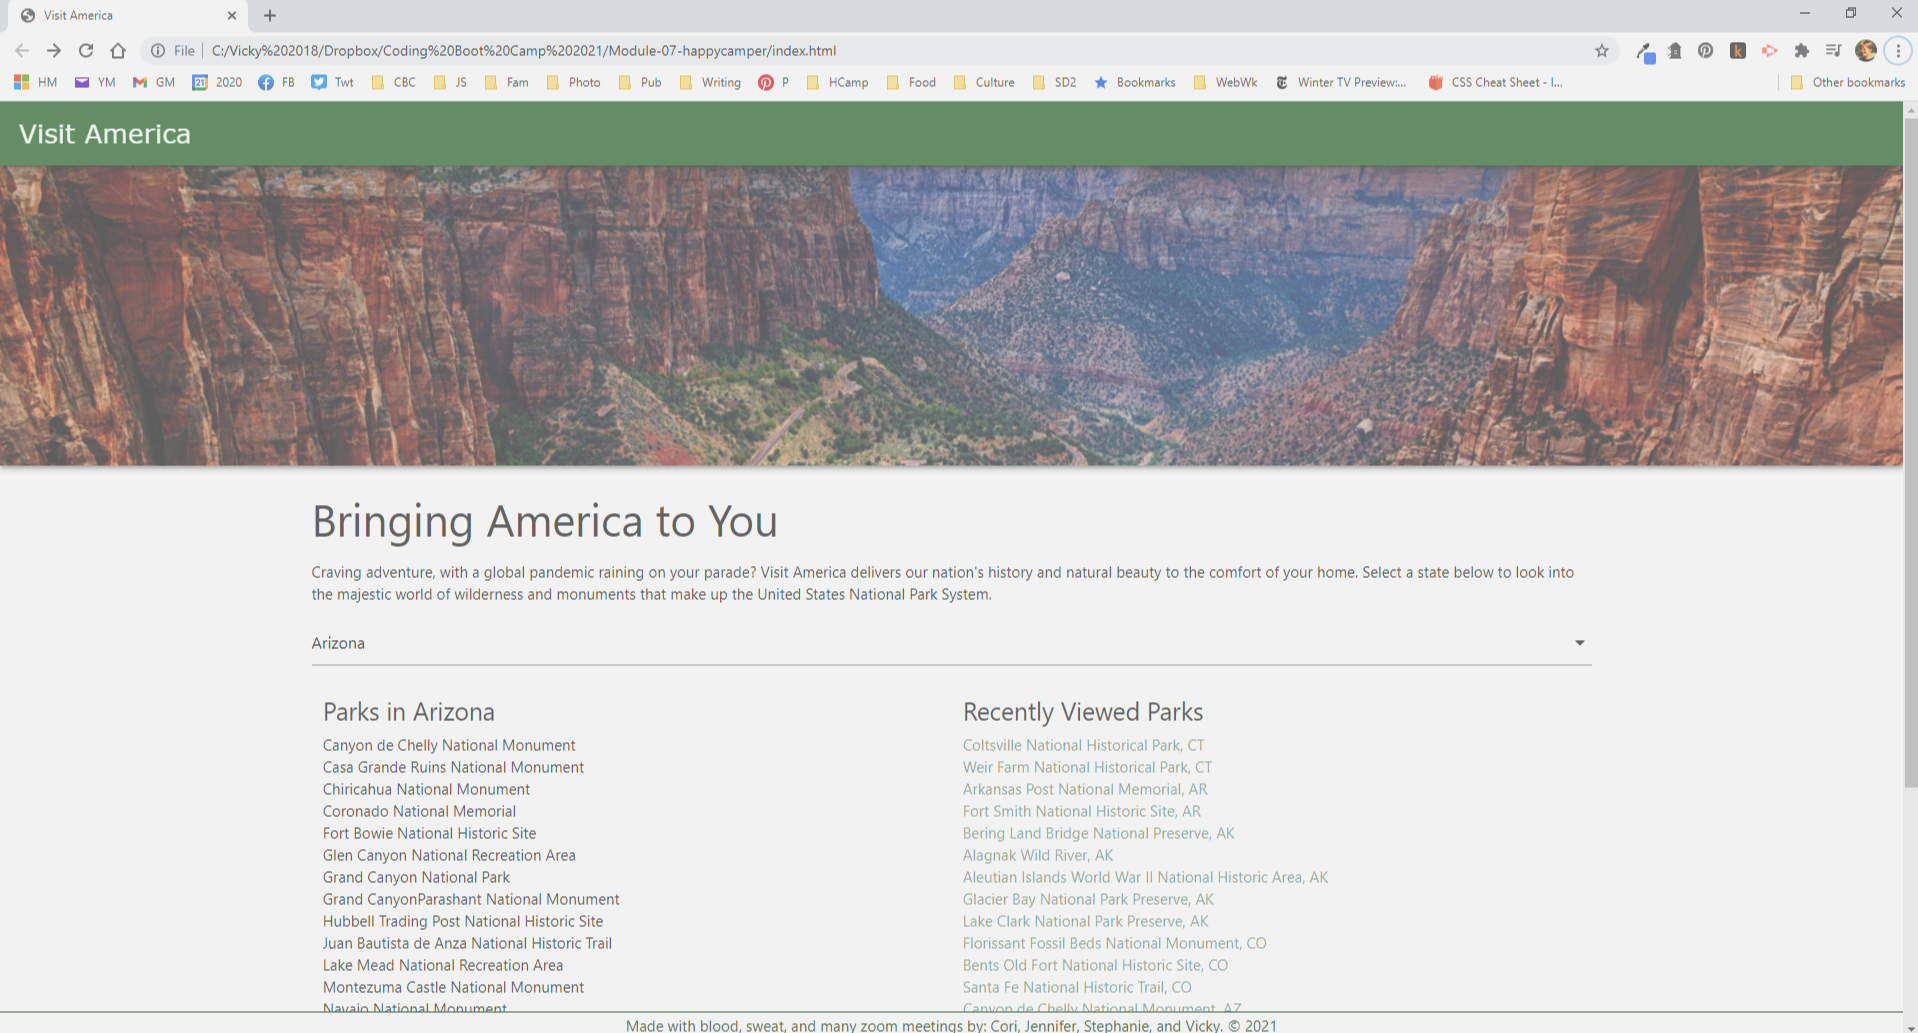 Visit America
File
C:/Vicky%202018/Dropbox/Coding%20Boot%20Camp%202021/Module-07-happycamper/index.html
HM YM GM 2020 FB Twt CBC JS Fam Photo Pub Writing P HCamp Food Culture SD2 Bookmarks WebWk Winter TV Preview:... CSS Cheat Sheet - I... Other bookmarks
Visit America
Bringing America to You
Craving adventure, with a global pandemic raining on your parade? Visit America delivers our nation's history and natural beauty to the comfort of your home. Select a state below to look into
the majestic world of wilderness and monuments that make up the United States National Park System.
Arizona
Parks in Arizona
Canyon de Chelly National Monument
Casa Grande Ruins National Monument
Chiricahua National Monument
Coronado National Memorial
Fort Bowie National Historic Site
Glen Canyon National Recreation Area
Grand Canyon National Park
Grand CanyonParashant National Monument
Hubbell Trading Post National Historic Site
Juan Bautista de Anza National Historic Trail
Lake Mead National Recreation Area
Montezuma Castle National Monument
Navajo National Monument
Recently Viewed Parks
Coltsville National Historical Park, CT
Weir Farm National Historical Park, CT
Arkansas Post National Memorial, AR
Fort Smith National Historic Site, AR
Bering Land Bridge National Preserve, AK
Alagnak Wild River, AK
Aleutian Islands World War II National Historic Area, AK
Glacier Bay National Park Preserve, AK
Lake Clark National Park Preserve, AK
Florissant Fossil Beds National Monument, CO
Bents Old Fort National Historic Site, CO
Santa Fe National Historic Trail, CO
Canyon de Chelly National Monument, AZ
Made with blood, sweat, and many zoom meetings by: Cori, Jennifer, Stephanie, and Vicky. © 2021